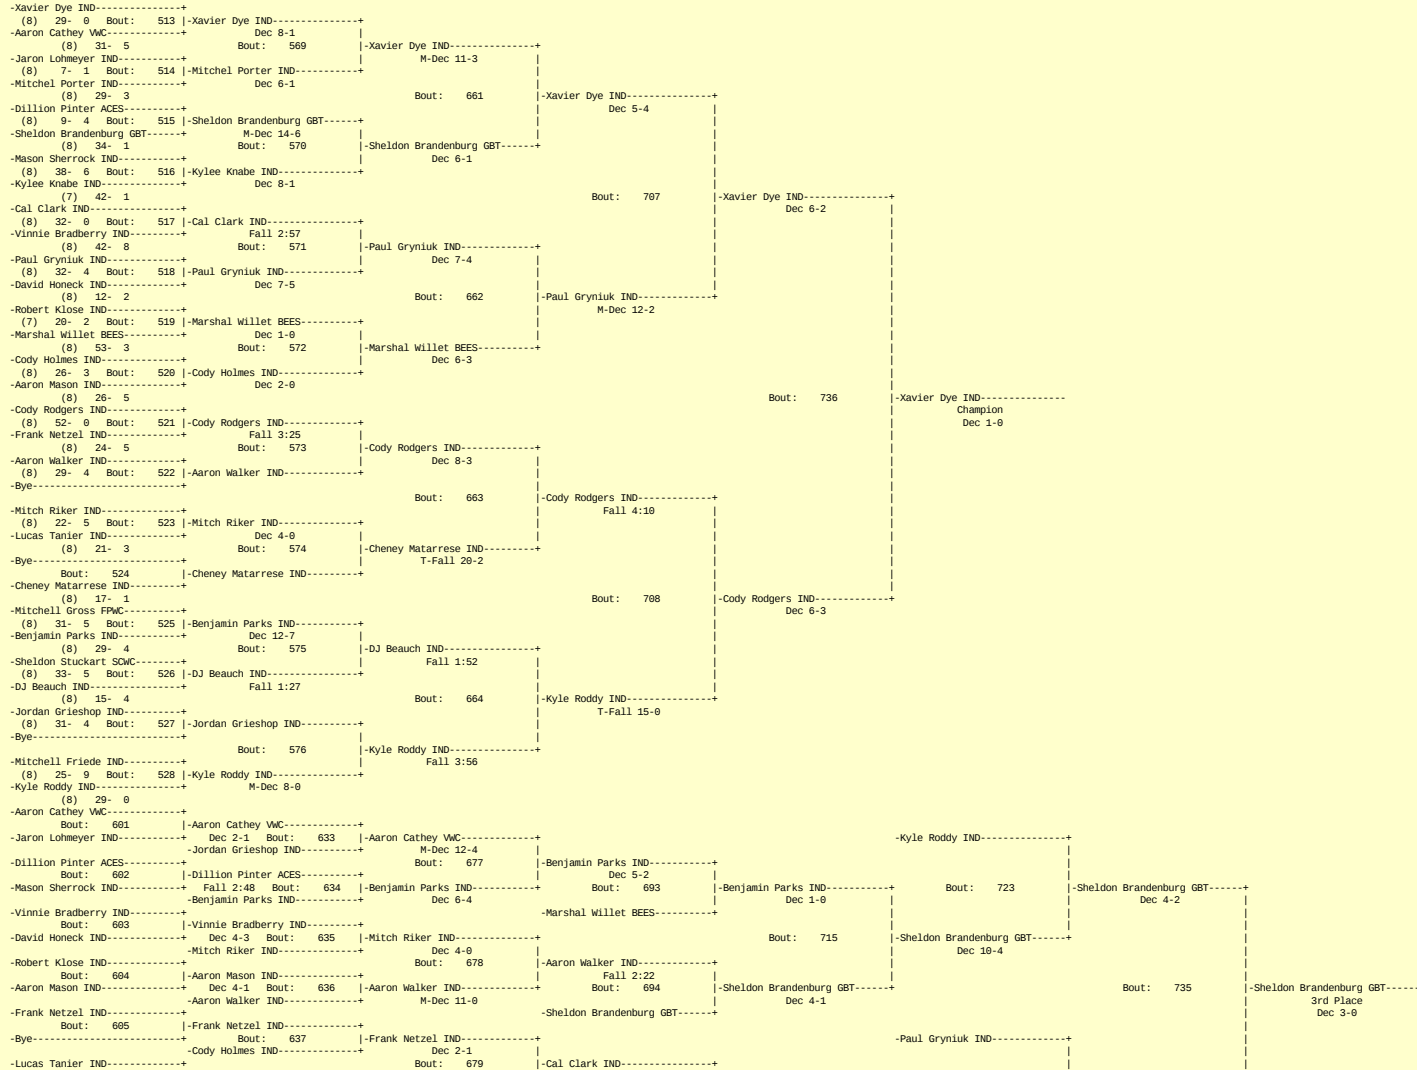 -Xavier Dye IND---------------+
(8) 29- 0 Bout: 513 |-Xavier Dye IND---------------+
-Aaron Cathey VWC-------------+ Dec 8-1 |
(8) 31- 5 Bout: 569 |-Xavier Dye IND---------------+
-Jaron Lohmeyer IND-----------+ | M-Dec 11-3 |
(8) 7- 1 Bout: 514 |-Mitchel Porter IND-----------+ |
-Mitchel Porter IND-----------+ Dec 6-1 |
(8) 29- 3 Bout: 661 |-Xavier Dye IND---------------+
-Dillion Pinter ACES----------+ | Dec 5-4 |
(8) 9- 4 Bout: 515 |-Sheldon Brandenburg GBT------+ | |
-Sheldon Brandenburg GBT------+ M-Dec 14-6 | | |
(8) 34- 1 Bout: 570 |-Sheldon Brandenburg GBT------+ |
-Mason Sherrock IND-----------+ | Dec 6-1 |
(8) 38- 6 Bout: 516 |-Kylee Knabe IND--------------+ |
-Kylee Knabe IND--------------+ Dec 8-1 |
(7) 42- 1 Bout: 707 |-Xavier Dye IND---------------+
-Cal Clark IND----------------+ | Dec 6-2 |
(8) 32- 0 Bout: 517 |-Cal Clark IND----------------+ | |
-Vinnie Bradberry IND---------+ Fall 2:57 | | |
(8) 42- 8 Bout: 571 |-Paul Gryniuk IND-------------+ | |
-Paul Gryniuk IND-------------+ | Dec 7-4 | | |
(8) 32- 4 Bout: 518 |-Paul Gryniuk IND-------------+ | | |
-David Honeck IND-------------+ Dec 7-5 | | |
(8) 12- 2 Bout: 662 |-Paul Gryniuk IND-------------+ |
-Robert Klose IND-------------+ | M-Dec 12-2 |
(7) 20- 2 Bout: 519 |-Marshal Willet BEES----------+ | |
-Marshal Willet BEES----------+ Dec 1-0 | | |
(8) 53- 3 Bout: 572 |-Marshal Willet BEES----------+ |
-Cody Holmes IND--------------+ | Dec 6-3 |
(8) 26- 3 Bout: 520 |-Cody Holmes IND--------------+ |
-Aaron Mason IND--------------+ Dec 2-0 |
(8) 26- 5 Bout: 736 |-Xavier Dye IND---------------
-Cody Rodgers IND-------------+ | Champion
(8) 52- 0 Bout: 521 |-Cody Rodgers IND-------------+ | Dec 1-0
-Frank Netzel IND-------------+ Fall 3:25 | |
(8) 24- 5 Bout: 573 |-Cody Rodgers IND-------------+ |
-Aaron Walker IND-------------+ | Dec 8-3 | |
(8) 29- 4 Bout: 522 |-Aaron Walker IND-------------+ | |
-Bye--------------------------+ | |
Bout: 663 |-Cody Rodgers IND-------------+ |
-Mitch Riker IND--------------+ | Fall 4:10 | |
(8) 22- 5 Bout: 523 |-Mitch Riker IND--------------+ | | |
-Lucas Tanier IND-------------+ Dec 4-0 | | | |
(8) 21- 3 Bout: 574 |-Cheney Matarrese IND---------+ | |
-Bye--------------------------+ | T-Fall 20-2 | |
Bout: 524 |-Cheney Matarrese IND---------+ | |
-Cheney Matarrese IND---------+ | |
(8) 17- 1 Bout: 708 |-Cody Rodgers IND-------------+
-Mitchell Gross FPWC----------+ | Dec 6-3
(8) 31- 5 Bout: 525 |-Benjamin Parks IND-----------+ |
-Benjamin Parks IND-----------+ Dec 12-7 | |
(8) 29- 4 Bout: 575 |-DJ Beauch IND----------------+ |
-Sheldon Stuckart SCWC--------+ | Fall 1:52 | |
(8) 33- 5 Bout: 526 |-DJ Beauch IND----------------+ | |
-DJ Beauch IND----------------+ Fall 1:27 | |
(8) 15- 4 Bout: 664 |-Kyle Roddy IND---------------+
-Jordan Grieshop IND----------+ | T-Fall 15-0
(8) 31- 4 Bout: 527 |-Jordan Grieshop IND----------+ |
-Bye--------------------------+ | |
Bout: 576 |-Kyle Roddy IND---------------+
-Mitchell Friede IND----------+ | Fall 3:56
(8) 25- 9 Bout: 528 |-Kyle Roddy IND---------------+
-Kyle Roddy IND---------------+ M-Dec 8-0
(8) 29- 0
-Aaron Cathey VWC-------------+
Bout: 601 |-Aaron Cathey VWC-------------+
-Jaron Lohmeyer IND-----------+ Dec 2-1 Bout: 633 |-Aaron Cathey VWC-------------+ -Kyle Roddy IND---------------+
-Jordan Grieshop IND----------+ M-Dec 12-4 | |
-Dillion Pinter ACES----------+ Bout: 677 |-Benjamin Parks IND-----------+ |
Bout: 602 |-Dillion Pinter ACES----------+ | Dec 5-2 | |
-Mason Sherrock IND-----------+ Fall 2:48 Bout: 634 |-Benjamin Parks IND-----------+ Bout: 693 |-Benjamin Parks IND-----------+ Bout: 723 |-Sheldon Brandenburg GBT------+
-Benjamin Parks IND-----------+ Dec 6-4 | Dec 1-0 | | Dec 4-2 |
-Vinnie Bradberry IND---------+ -Marshal Willet BEES----------+ | | |
Bout: 603 |-Vinnie Bradberry IND---------+ | | |
-David Honeck IND-------------+ Dec 4-3 Bout: 635 |-Mitch Riker IND--------------+ Bout: 715 |-Sheldon Brandenburg GBT------+ |
-Mitch Riker IND--------------+ Dec 4-0 | | Dec 10-4 |
-Robert Klose IND-------------+ Bout: 678 |-Aaron Walker IND-------------+ | |
Bout: 604 |-Aaron Mason IND--------------+ | Fall 2:22 | | |
-Aaron Mason IND--------------+ Dec 4-1 Bout: 636 |-Aaron Walker IND-------------+ Bout: 694 |-Sheldon Brandenburg GBT------+ Bout: 735 |-Sheldon Brandenburg GBT------
-Aaron Walker IND-------------+ M-Dec 11-0 | Dec 4-1 | 3rd Place
-Frank Netzel IND-------------+ -Sheldon Brandenburg GBT------+ | Dec 3-0
Bout: 605 |-Frank Netzel IND-------------+ |
-Bye--------------------------+ Bout: 637 |-Frank Netzel IND-------------+ -Paul Gryniuk IND-------------+ |
-Cody Holmes IND--------------+ Dec 2-1 | | |
-Lucas Tanier IND-------------+ Bout: 679 |-Cal Clark IND----------------+ | |